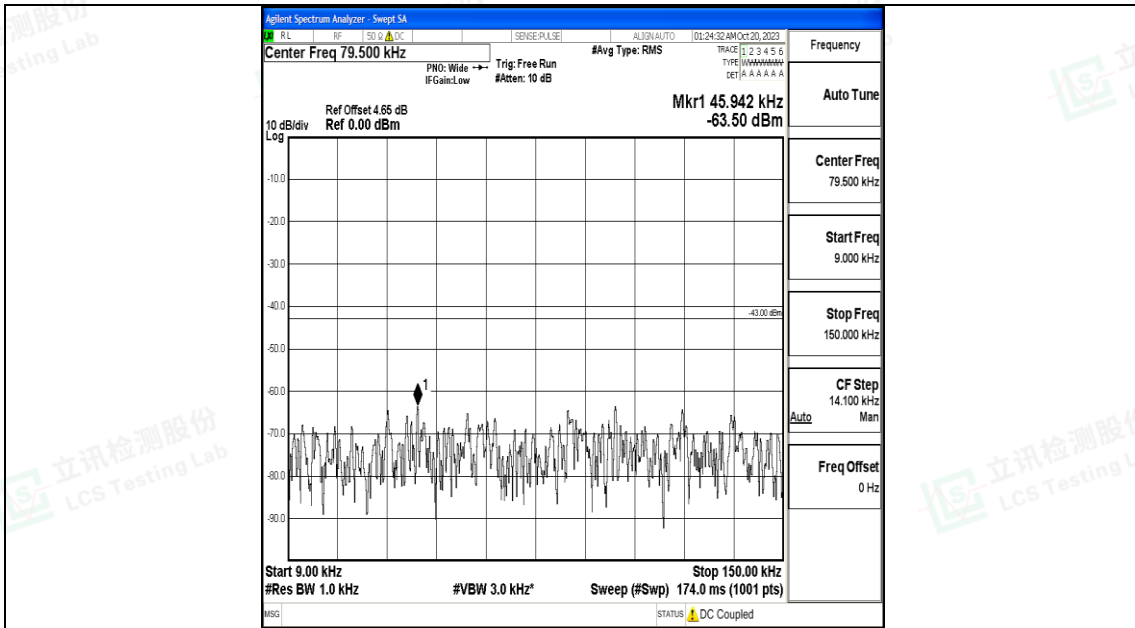 Agilent Spectrum Analyzer - Swept SA
RL RF 50 Ω DC SENSE:PULSE ALIGN AUTO 01:24:32 AM Oct 20, 2023
Center Freq 79.500 kHz
PNO: Wide
IFGain:Low
Trig: Free Run
#Atten: 10 dB
#Avg Type: RMS
TRACE 1 2 3 4 5 6
TYPE
DET A A A A A A
Frequency
Auto Tune
Mkr1 45.942 kHz
-63.50 dBm
Ref Offset 4.65 dB
10 dB/div Ref 0.00 dBm
Log
Center Freq
79.500 kHz
Start Freq
9.000 kHz
Stop Freq
150.000 kHz
CF Step
14.100 kHz
Auto Man
Freq Offset
0 Hz
-10.0
-20.0
-30.0
-40.0
-43.00 dBm
-50.0
-60.0
1
-70.0
-80.0
-90.0
Start 9.00 kHz Stop 150.00 kHz
#Res BW 1.0 kHz #VBW 3.0 kHz* Sweep (#Swp) 174.0 ms (1001 pts)
MSG STATUS DC Coupled
立讯检测股份
LCS Testing Lab
立讯检测股份
LCS Testing L